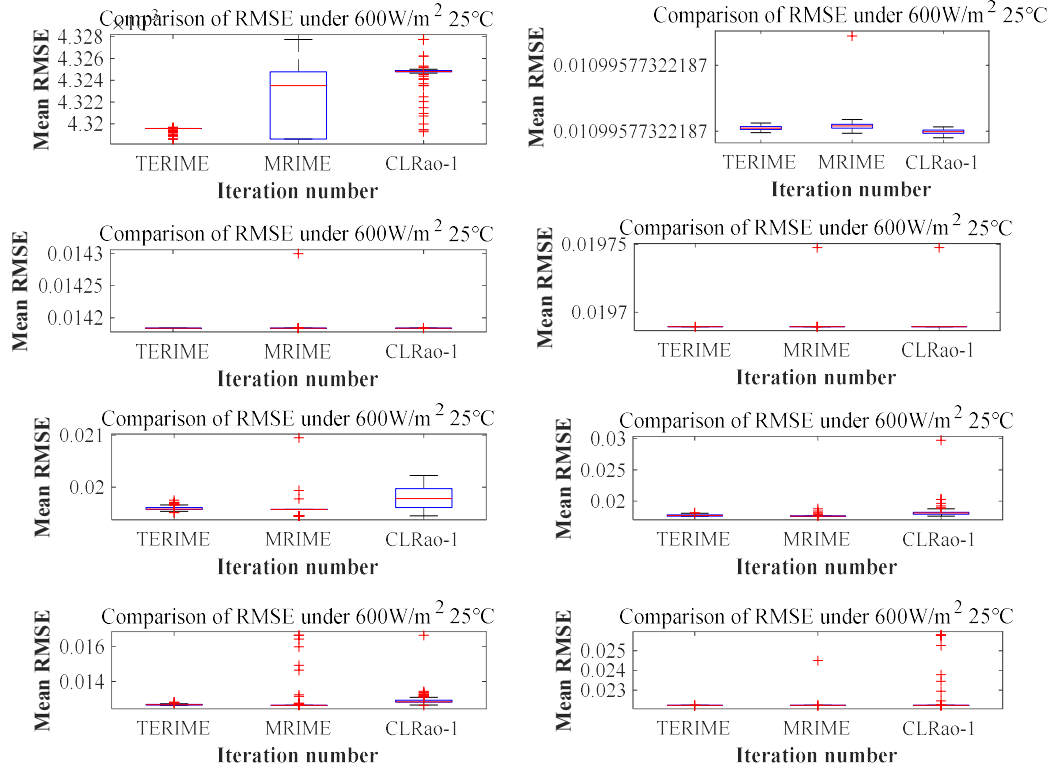 Comparison of RMSE under 600W/m 2 25°C
Mean RMSE
4.328
4.326
4.324
4.322
4.32
TERIME MRIME CLRao-1
Iteration number
Comparison of RMSE under 600W/m 2 25°C
Mean RMSE
0.01099577322187
0.01099577322187
TERIME MRIME CLRao-1
Iteration number
Comparison of RMSE under 600W/m 2 25°C
Mean RMSE
0.0143
0.01425
0.0142
TERIME MRIME CLRao-1
Iteration number
Comparison of RMSE under 600W/m 2 25°C
Mean RMSE
0.01975
0.0197
TERIME MRIME CLRao-1
Iteration number
Comparison of RMSE under 600W/m 2 25°C
Mean RMSE
0.021
0.02
TERIME MRIME CLRao-1
Iteration number
Comparison of RMSE under 600W/m 2 25°C
Mean RMSE
0.03
0.025
0.02
TERIME MRIME CLRao-1
Iteration number
Comparison of RMSE under 600W/m 2 25°C
Mean RMSE
0.016
0.014
TERIME MRIME CLRao-1
Iteration number
Comparison of RMSE under 600W/m 2 25°C
Mean RMSE
0.025
0.024
0.023
TERIME MRIME CLRao-1
Iteration number